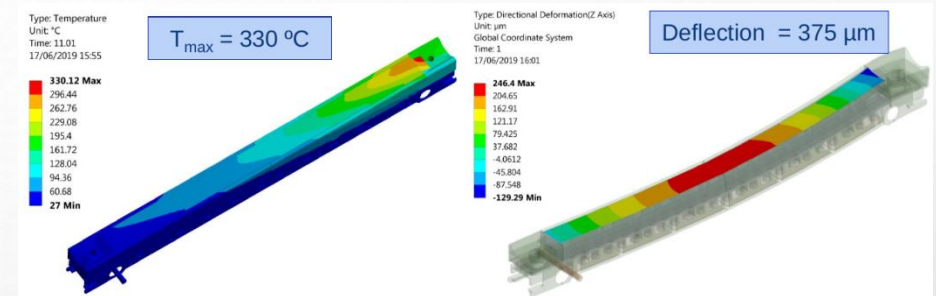 Type: Temperature
Unit: °C
Time: 11.01
17/06/2019 15:55
T_max = 330 ºC
330.12 Max
296.44
262.76
229.08
195.4
161.72
128.04
94.36
60.68
27 Min
Type: Directional Deformation(Z Axis)
Unit: µm
Global Coordinate System
Time: 1
17/06/2019 16:01
Deflection = 375 µm
246.4 Max
204.65
162.91
121.17
79.425
37.682
-4.0612
-45.804
-87.548
-129.29 Min